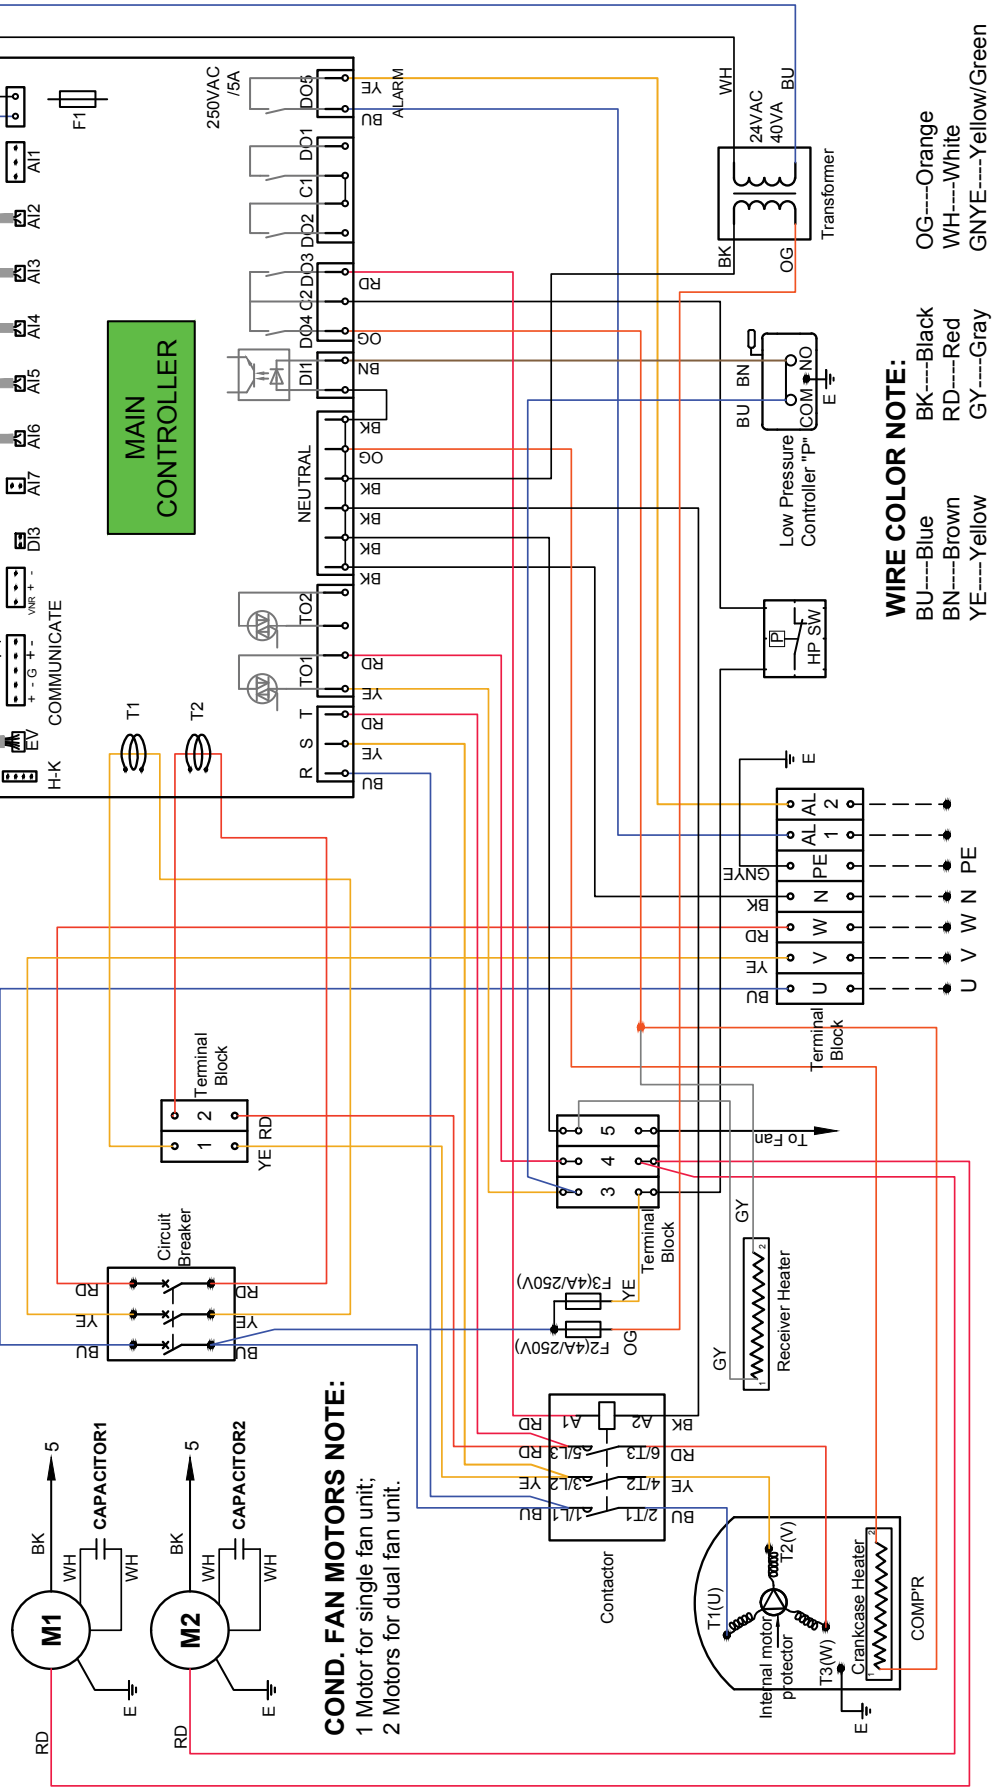 F1
250VAC
/5A
AI1
AI2
AI3
AI4
AI5
AI6
AI7
DI3
VNR + -
+ - G + -
COMMUNICATE
EV
H-K
MAIN
CONTROLLER
DO5
YE
BU
ALARM
DO1
C1
DO2
DO3
C2
DO4
RD
OG
DI1
BN
BK
NEUTRAL
OG
BK
BK
BK
BK
TO2
TO1
RD
YE
T
S
R
RD
YE
BU
T1
T2
WH
BU
24VAC
40VA
BK
OG
Transformer
BU
BN
COM
NO
E
Low Pressure
Controller "P"
P
HP SW
WIRE COLOR NOTE:
BU----Blue
BK----Black
OG----Orange
BN----Brown
RD----Red
WH----White
YE----Yellow
GY----Gray
GNYE----Yellow/Green
E
GNYE
BK
RD
YE
BU
AL 2
AL 1
PE
N
W
V
U
Terminal
Block
U V W N PE
Terminal
Block
2
1
YE
RD
Circuit
Breaker
RD
YE
BU
RD
YE
BU
5
4
3
Terminal
Block
To Fan
F3(4A/250V)
YE
F2(4A/250V)
OG
GY
GY
1
2
Receiver Heater
RD
RD
YE
BU
A1
5/L3
3/L2
1/L1
A2
6/T3
4/T2
2/T1
BK
RD
YE
BU
Contactor
T1(U)
T2(V)
T3(W)
Internal motor
protector
Crankcase Heater
1
2
COMP'R
E
M1
BK
5
WH
WH
CAPACITOR1
E
RD
M2
BK
5
WH
WH
CAPACITOR2
E
RD
COND. FAN MOTORS NOTE:
1 Motor for single fan unit;
2 Motors for dual fan unit.